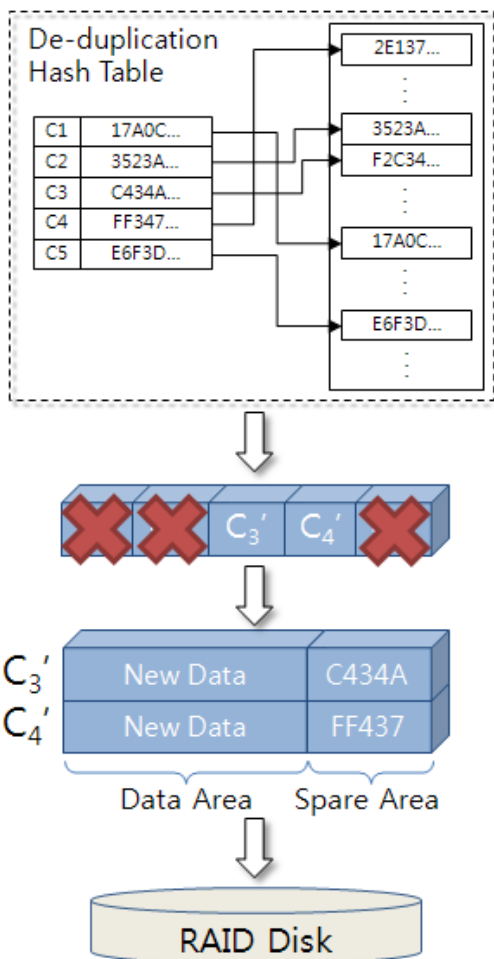 De-duplication
Hash Table
C1 17A0C...
C2 3523A...
C3 C434A...
C4 FF347...
C5 E6F3D...
2E137...
⋮
3523A...
F2C34...
⋮
17A0C...
⋮
E6F3D...
⋮
C₃' C₄'
C₃' New Data C434A
C₄' New Data FF437
Data Area Spare Area
RAID Disk